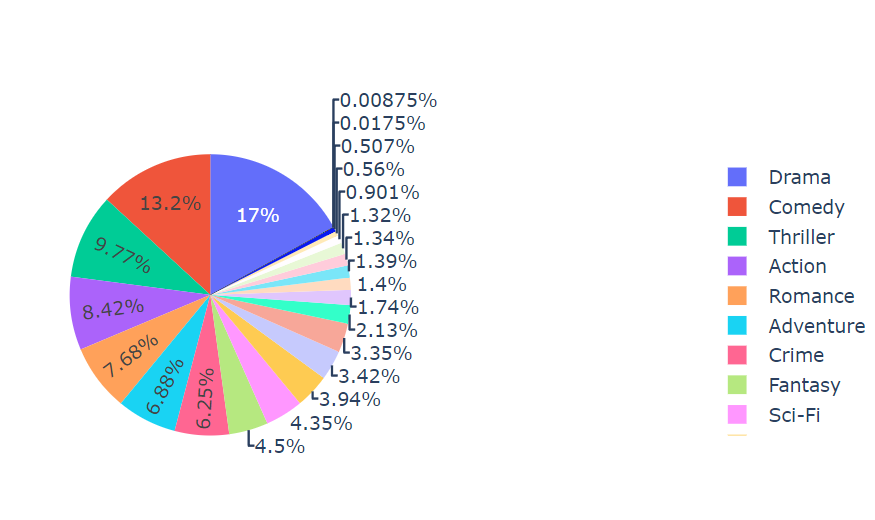 0.00875%
0.0175%
0.507%
0.56%
0.901%
1.32%
1.34%
1.39%
1.4%
1.74%
2.13%
3.35%
3.42%
3.94%
4.35%
4.5%
6.25%
6.88%
7.68%
8.42%
9.77%
13.2%
17%
Drama
Comedy
Thriller
Action
Romance
Adventure
Crime
Fantasy
Sci-Fi